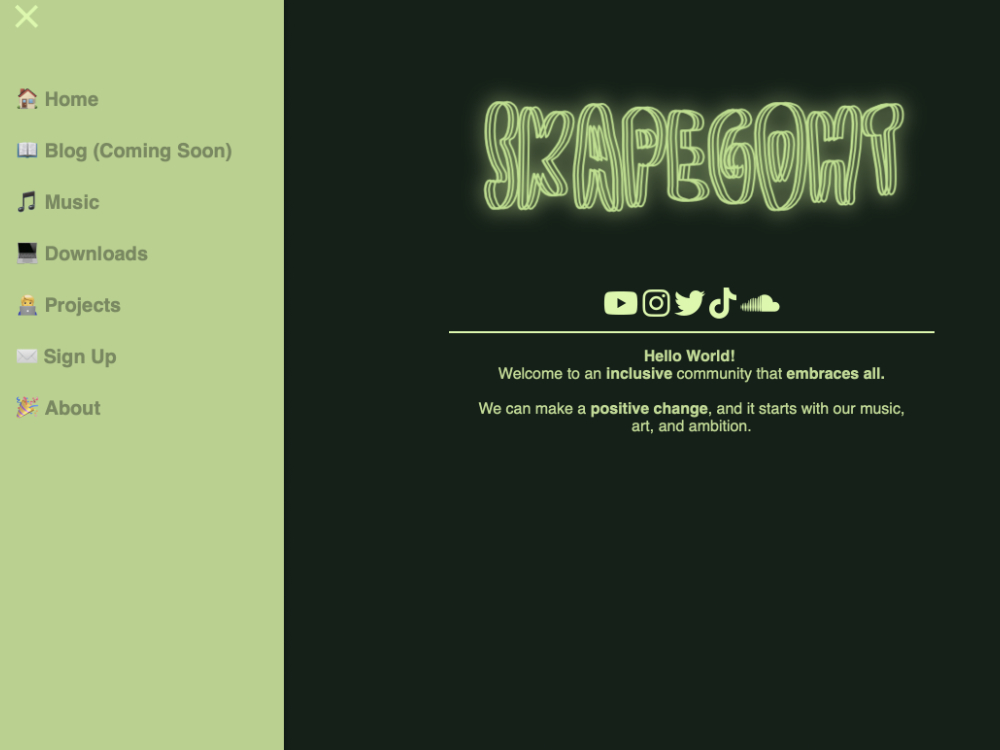 Home
Blog (Coming Soon)
Music
Downloads
Projects
Sign Up
About
SKAPEGOHT
Hello World!
Welcome to an inclusive community that embraces all.
We can make a positive change, and it starts with our music,
art, and ambition.